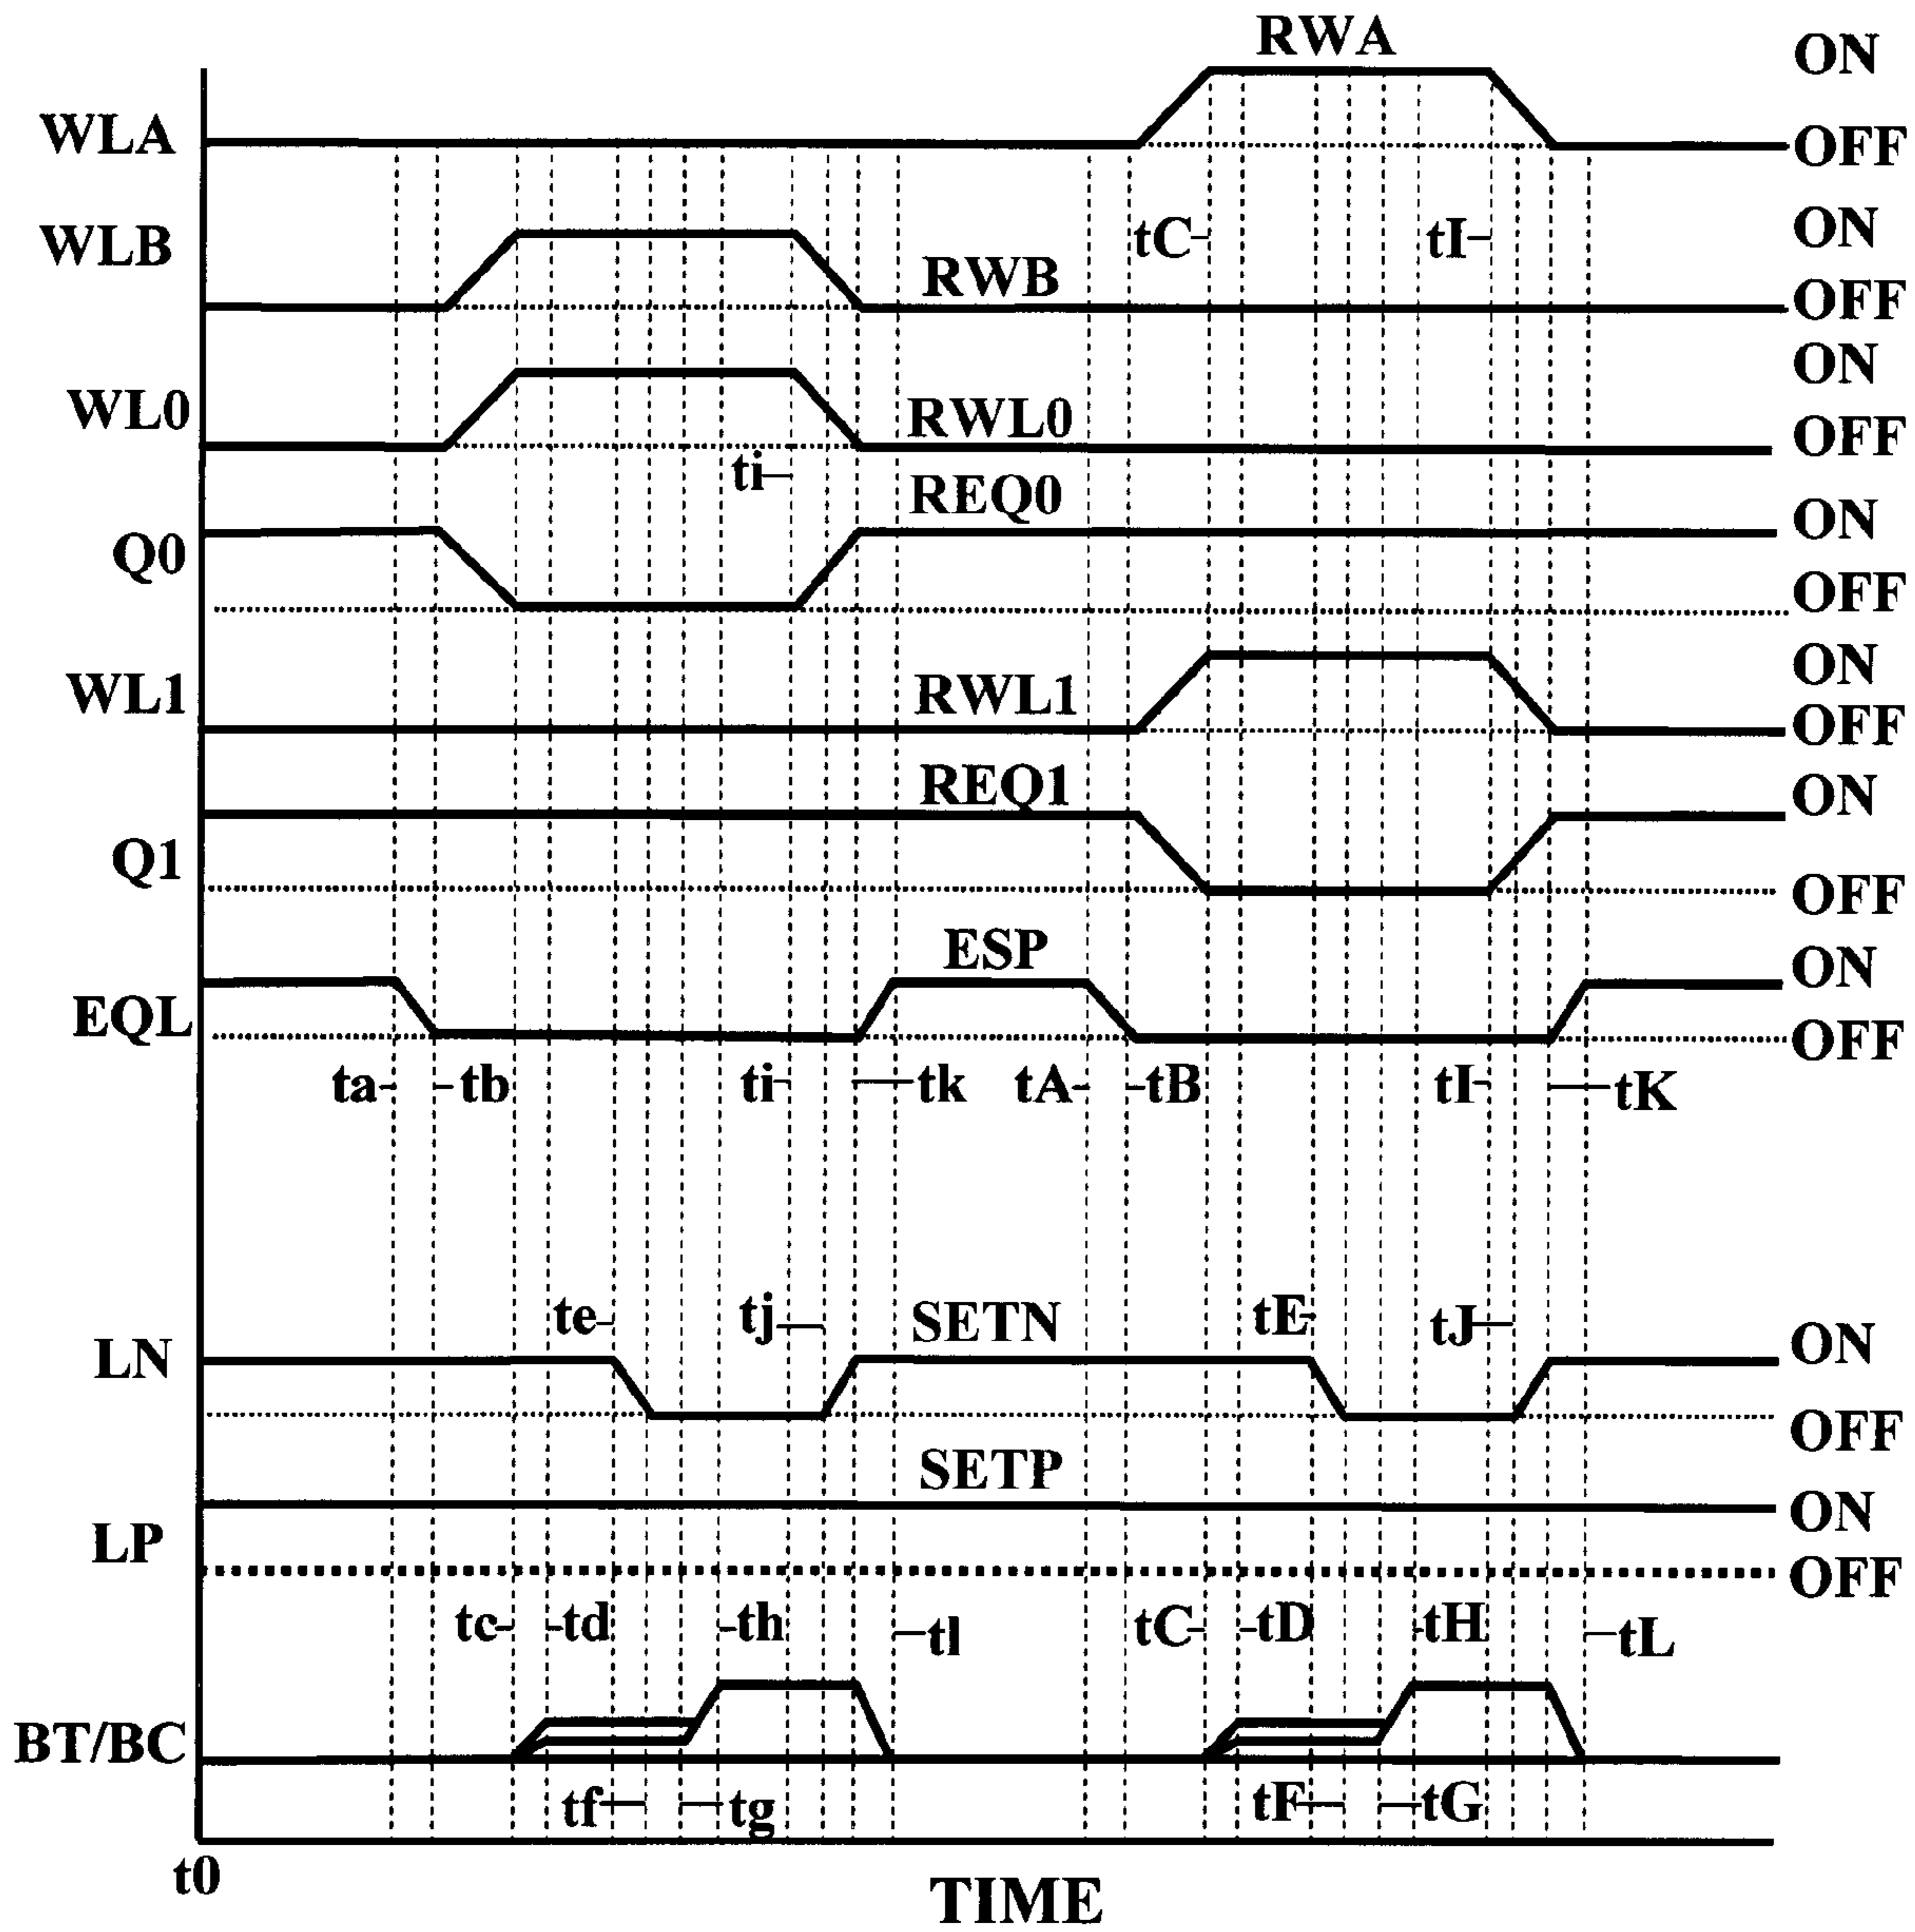 RWA
ON
WLA
OFF
WLB
tC
tI
ON
RWB
OFF
ON
WL0
RWL0
OFF
ti
REQ0
ON
Q0
OFF
WL1
RWL1
ON
OFF
REQ1
ON
Q1
OFF
ESP
ON
EQL
OFF
ta
tb
ti
tk
tA
tB
tI
tK
te
tj
SETN
tE
tJ
LN
ON
OFF
SETP
ON
LP
OFF
tc
td
th
tl
tC
tD
tH
tL
BT/BC
tf
tg
tF
tG
t0
TIME